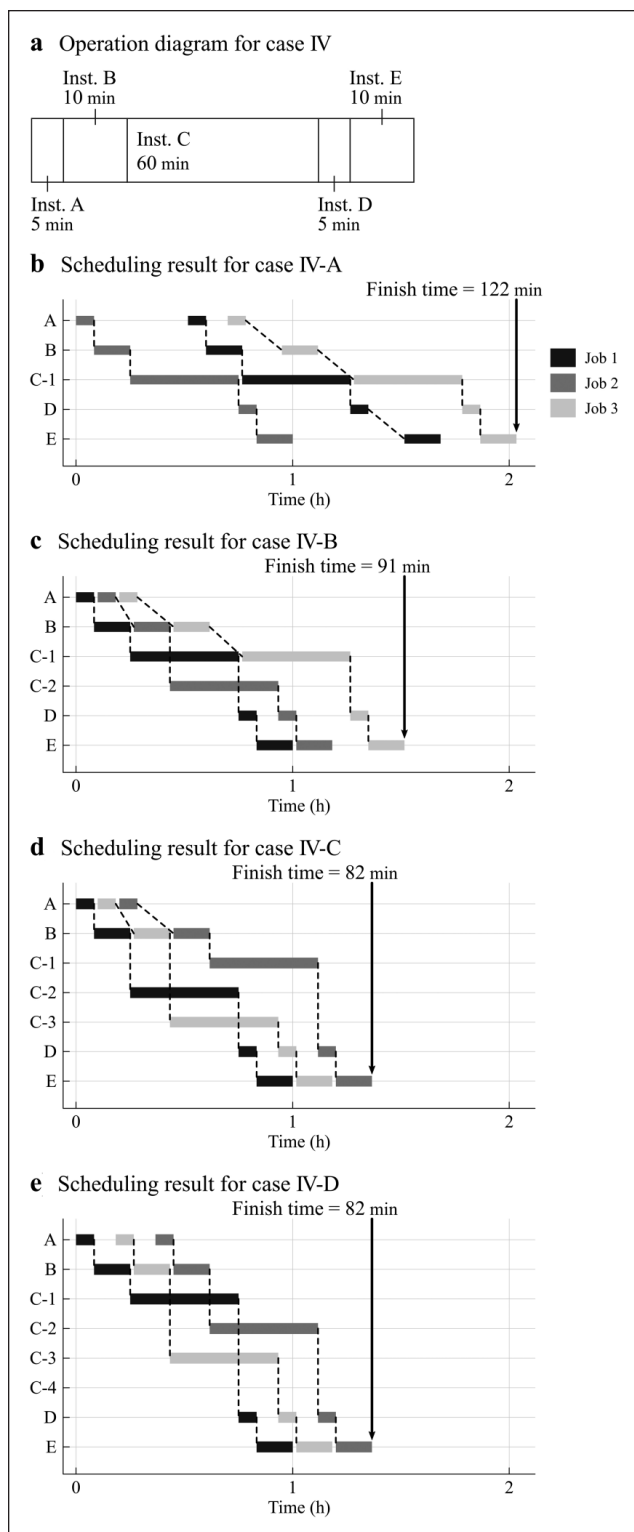 a Operation diagram for case IV
Inst. B
10 min
Inst. E
10 min
Inst. C
60 min
Inst. A
5 min
Inst. D
5 min
b Scheduling result for case IV-A
Finish time = 122 min
A
B
C-1
D
E
Job 1
Job 2
Job 3
0 1 2
Time (h)
c Scheduling result for case IV-B
Finish time = 91 min
A
B
C-1
C-2
D
E
0 1 2
Time (h)
d Scheduling result for case IV-C
Finish time = 82 min
A
B
C-1
C-2
C-3
D
E
0 1 2
Time (h)
e Scheduling result for case IV-D
Finish time = 82 min
A
B
C-1
C-2
C-3
C-4
D
E
0 1 2
Time (h)